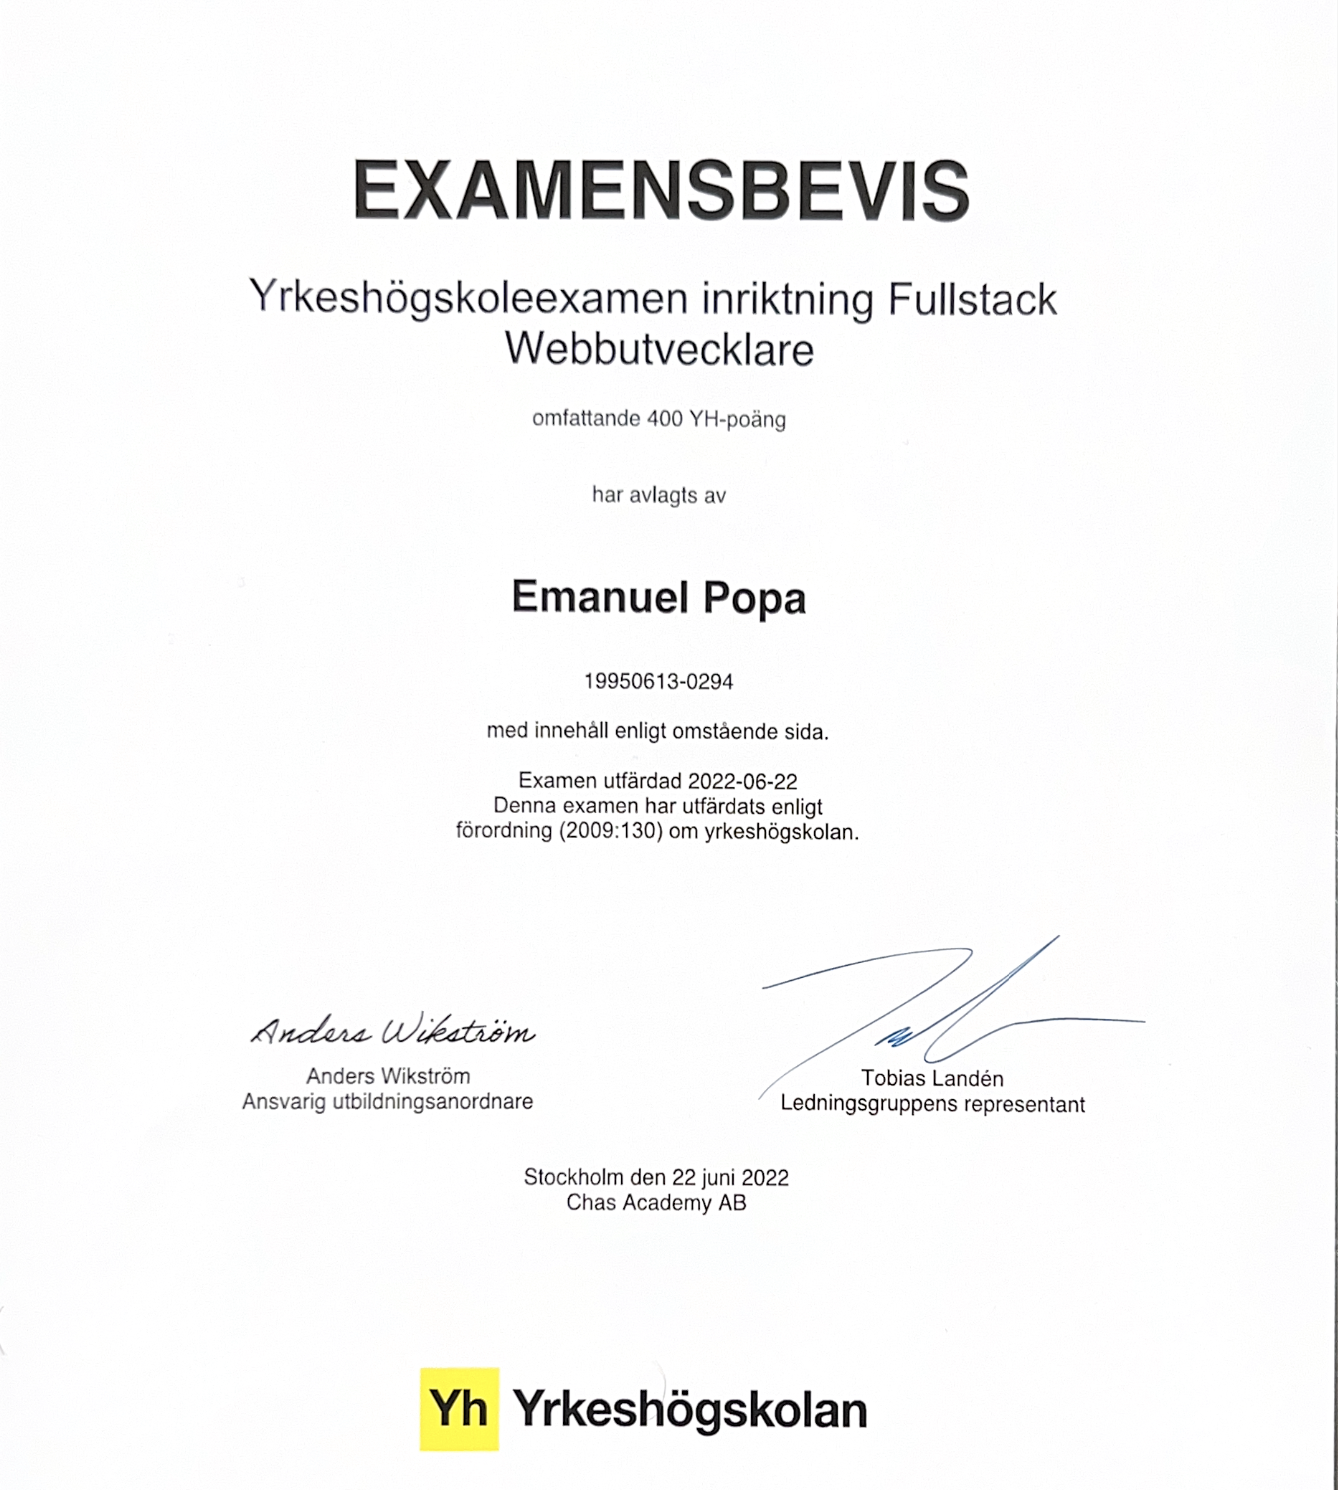 EXAMENSBEVIS
Yrkeshögskoleexamen inriktning Fullstack
Webbutvecklare
omfattande 400 YH-poäng
har avlagts av
Emanuel Popa
19950613-0294
med innehåll enligt omstående sida.
Examen utfärdad 2022-06-22
Denna examen har utfärdats enligt
förordning (2009:130) om yrkeshögskolan.
Anders Wikström
Anders Wikström
Ansvarig utbildningsanordnare
Tobias Landén
Ledningsgruppens representant
Stockholm den 22 juni 2022
Chas Academy AB
Yh Yrkeshögskolan